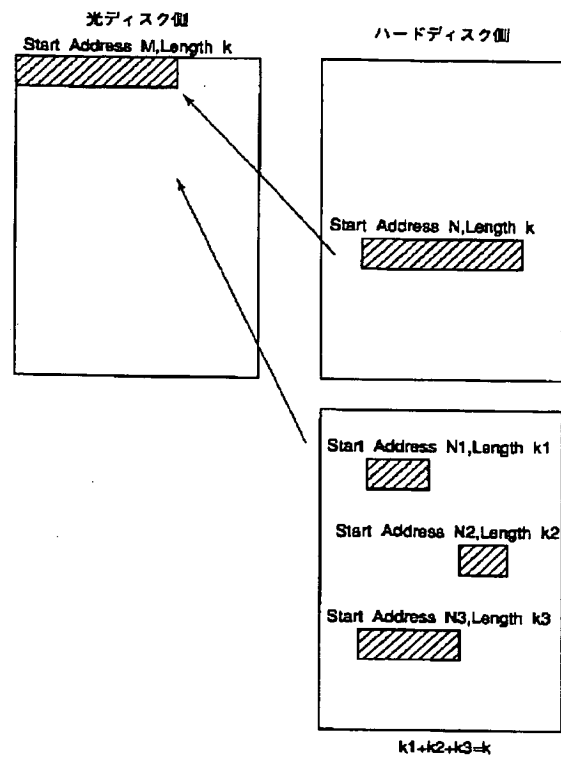 光ディスク側
Start Address M,Length k
ハードディスク側
Start Address N,Length k
Start Address N1,Length k1
Start Address N2,Length k2
Start Address N3,Length k3
k1+k2+k3=k